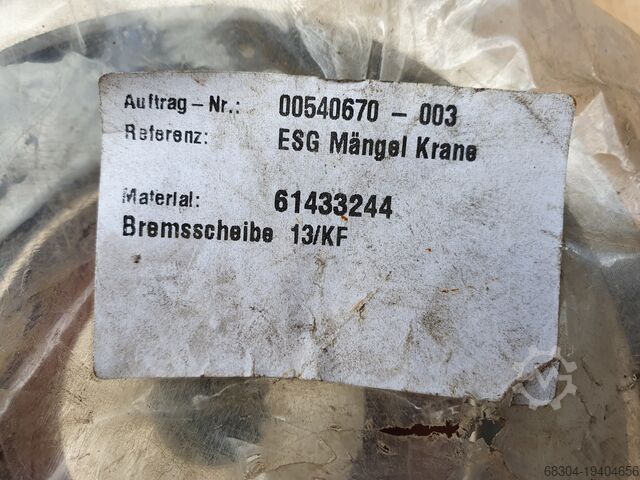 Auftrag-Nr.: 00540670 - 003
Referenz: ESG Mängel Krane
Material: 61433244
Bremsscheibe 13/KF
68304-19404656